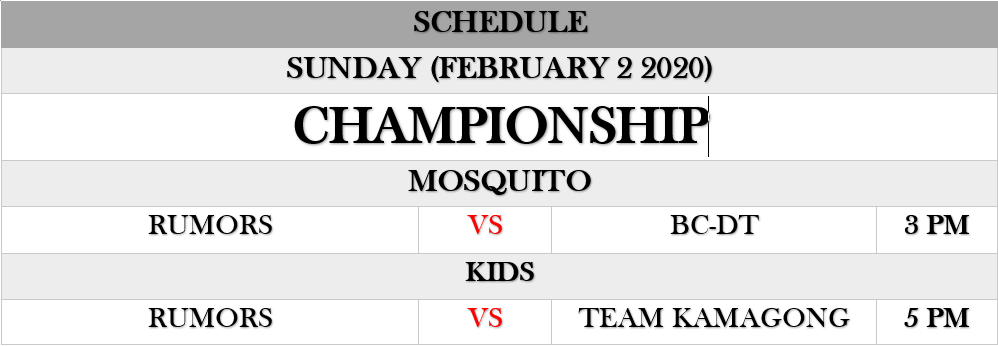 SCHEDULE
SUNDAY (FEBRUARY 2 2020)
CHAMPIONSHIP
MOSQUITO
RUMORS VS BC-DT 3 PM
KIDS
RUMORS VS TEAM KAMAGONG 5 PM